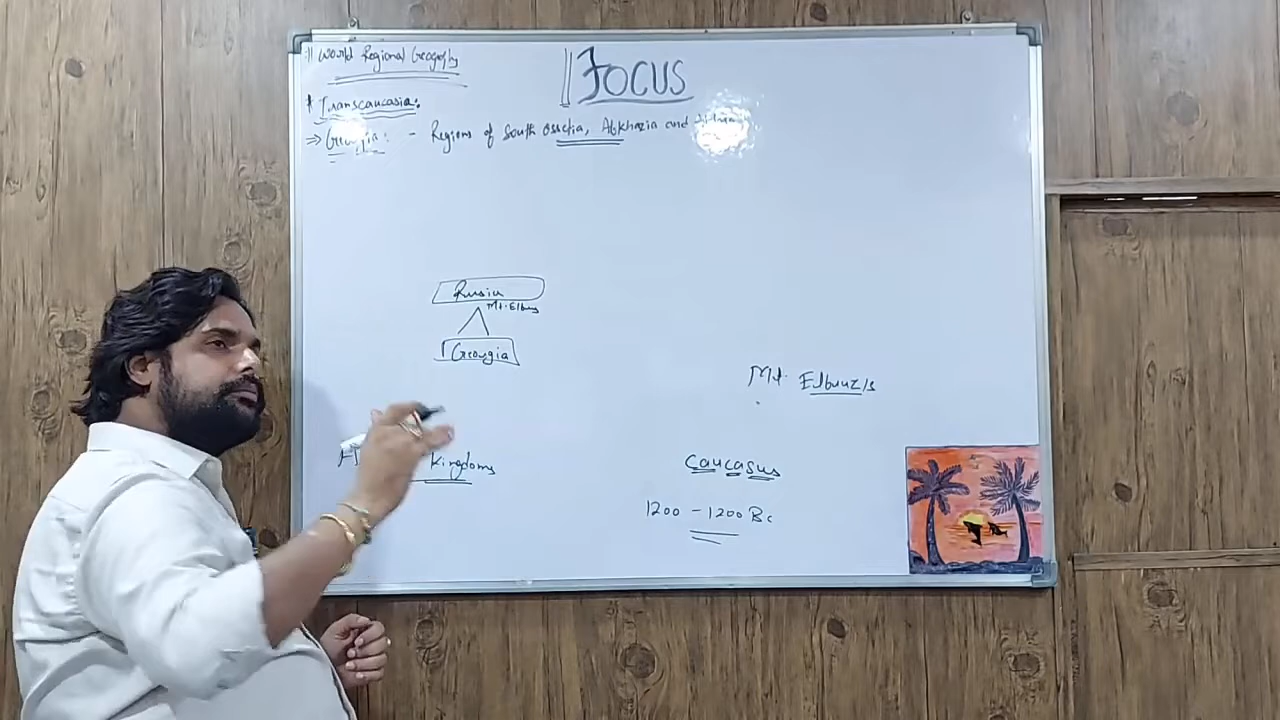 World Regional Geography
FOCUS
* Transcaucasia:
⇒ Georgia: - Regions of South Ossetia, Abkhazia and
Russia
Mt. Elbrus
Georgia
Mt. Elbruz/s
kingdoms
caucasus
1200 - 1200 Bc